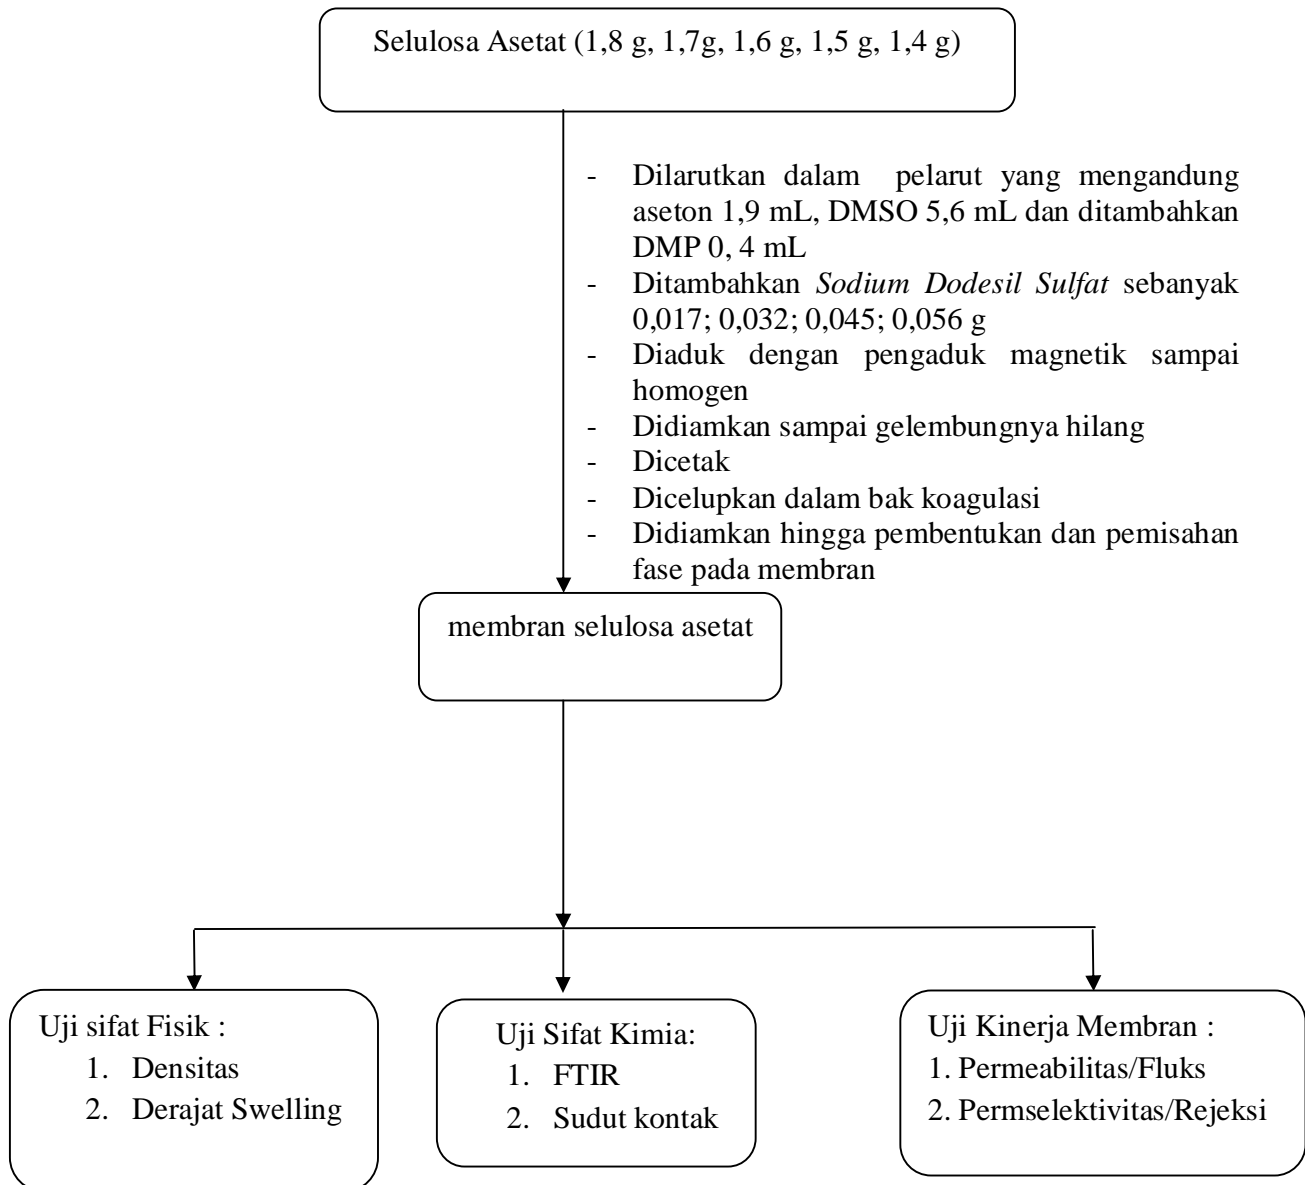 Selulosa Asetat (1,8 g, 1,7g, 1,6 g, 1,5 g, 1,4 g)
- Dilarutkan dalam pelarut yang mengandung
aseton 1,9 mL, DMSO 5,6 mL dan ditambahkan
DMP 0, 4 mL
- Ditambahkan Sodium Dodesil Sulfat sebanyak
0,017; 0,032; 0,045; 0,056 g
- Diaduk dengan pengaduk magnetik sampai
homogen
- Didiamkan sampai gelembungnya hilang
- Dicetak
- Dicelupkan dalam bak koagulasi
- Didiamkan hingga pembentukan dan pemisahan
fase pada membran
membran selulosa asetat
Uji sifat Fisik :
1. Densitas
2. Derajat Swelling
Uji Sifat Kimia:
1. FTIR
2. Sudut kontak
Uji Kinerja Membran :
1. Permeabilitas/Fluks
2. Permselektivitas/Rejeksi